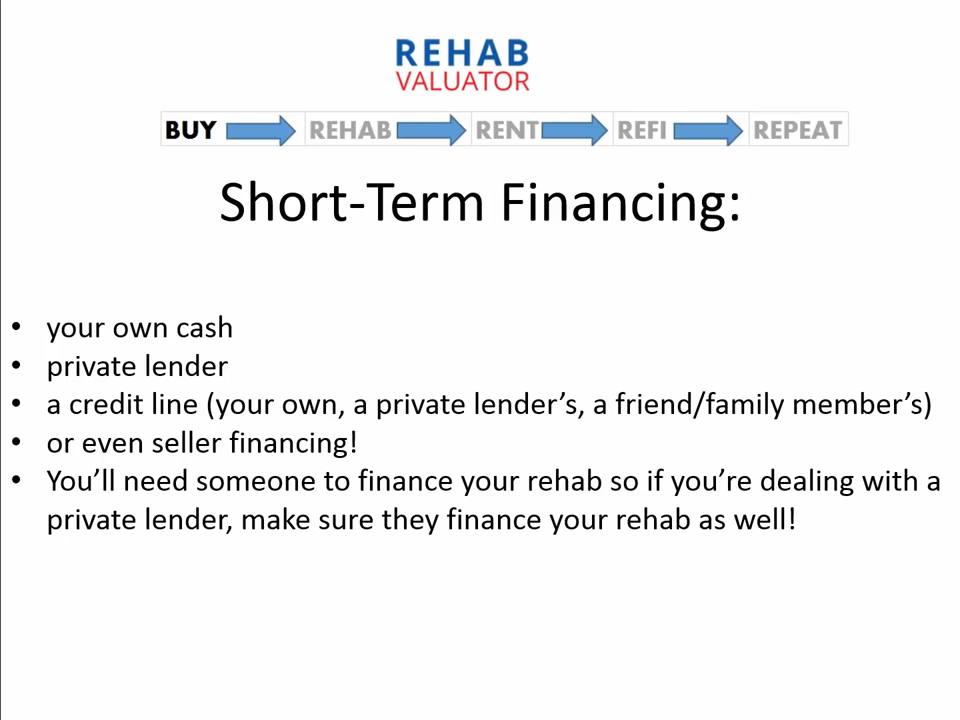 REHAB
VALUATOR
BUY REHAB RENT REFI REPEAT
Short-Term Financing:
• your own cash
• private lender
• a credit line (your own, a private lender’s, a friend/family member’s)
• or even seller financing!
• You’ll need someone to finance your rehab so if you’re dealing with a
private lender, make sure they finance your rehab as well!